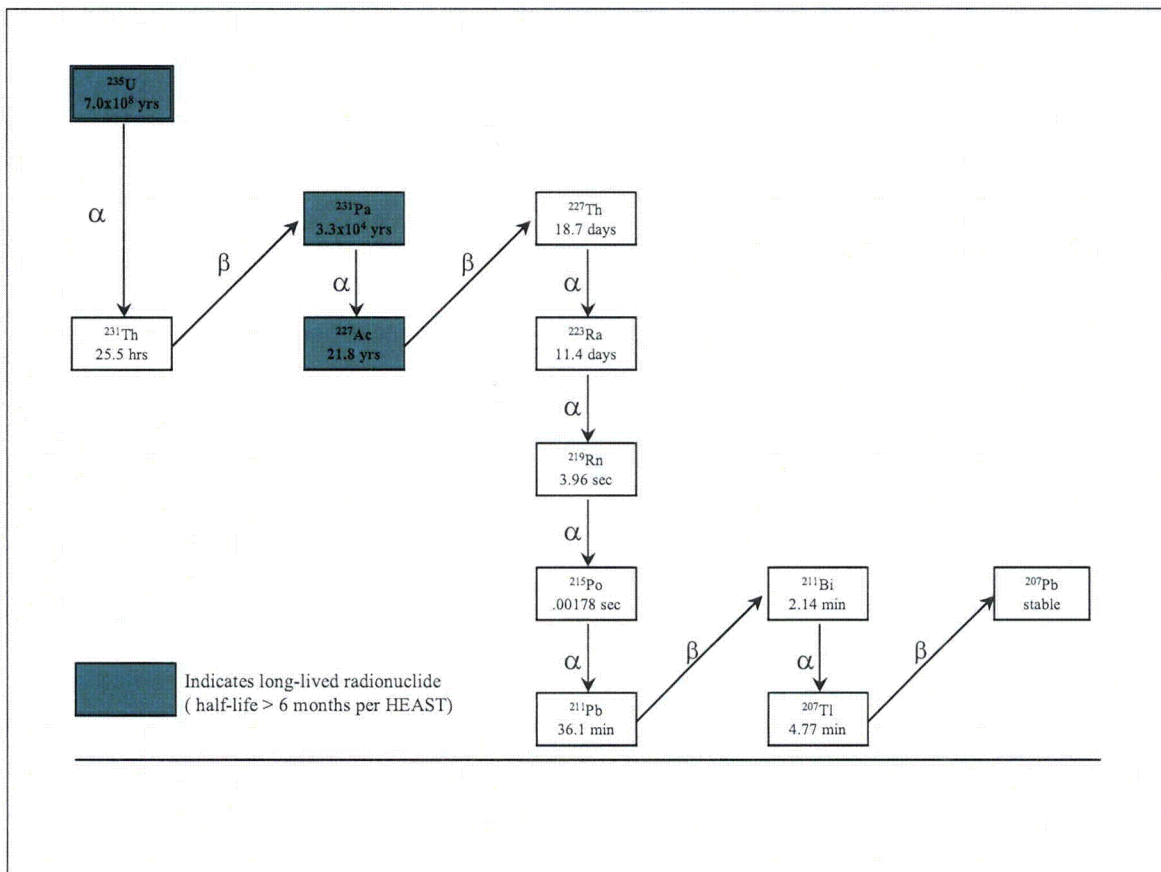 ²³⁵U
7.0x10⁸ yrs
α
²³¹Th
25.5 hrs
β
²³¹Pa
3.3x10⁴ yrs
α
²²⁷Ac
21.8 yrs
β
²²⁷Th
18.7 days
α
²²³Ra
11.4 days
α
²¹⁹Rn
3.96 sec
α
²¹⁵Po
.00178 sec
α
²¹¹Pb
36.1 min
β
²¹¹Bi
2.14 min
α
²⁰⁷Tl
4.77 min
β
²⁰⁷Pb
stable
Indicates long-lived radionuclide
( half-life > 6 months per HEAST)